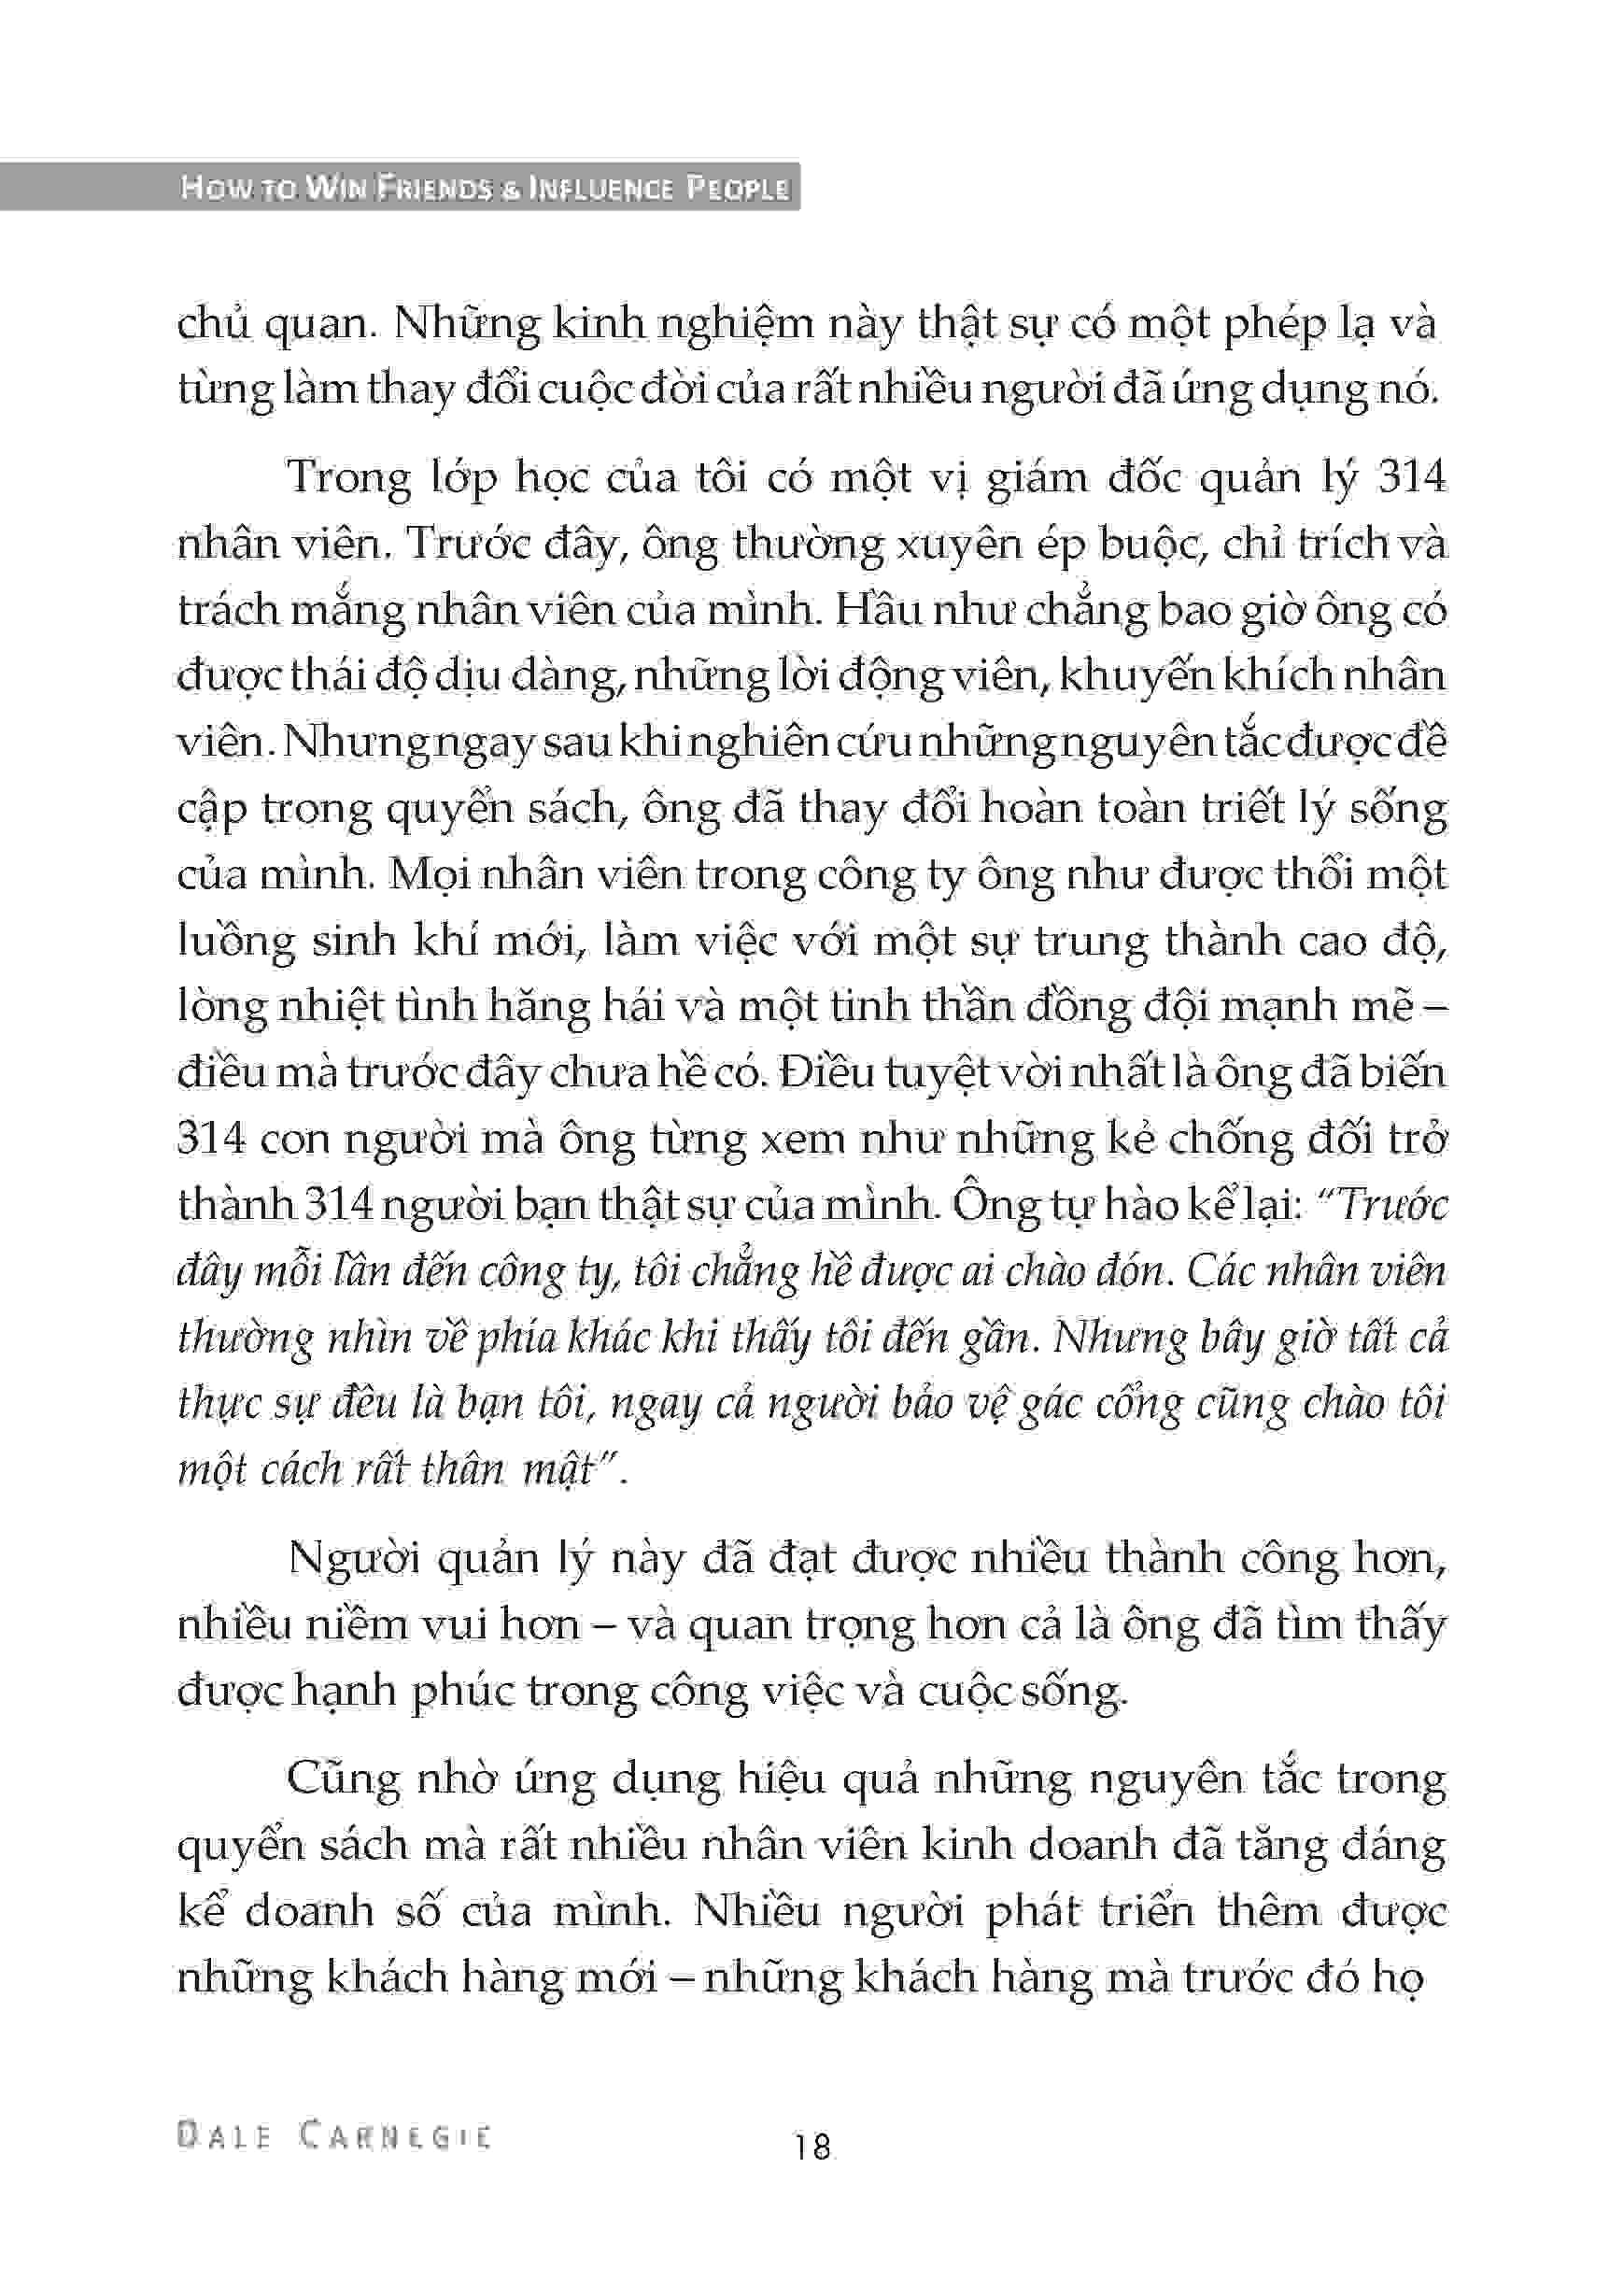 HOW TO WIN FRIENDS & INFLUENCE PEOPLE
chủ quan. Những kinh nghiệm này thật sự có một phép lạ và
từng làm thay đổi cuộc đời của rất nhiều người đã ứng dụng nó.
Trong lớp học của tôi có một vị giám đốc quản lý 314
nhân viên. Trước đây, ông thường xuyên ép buộc, chỉ trích và
trách mắng nhân viên của mình. Hầu như chẳng bao giờ ông có
được thái độ dịu dàng, những lời động viên, khuyến khích nhân
viên. Nhưng ngay sau khi nghiên cứu những nguyên tắc được đề
cập trong quyển sách, ông đã thay đổi hoàn toàn triết lý sống
của mình. Mọi nhân viên trong công ty ông như được thổi một
luồng sinh khí mới, làm việc với một sự trung thành cao độ,
lòng nhiệt tình hăng hái và một tinh thần đồng đội mạnh mẽ –
điều mà trước đây chưa hề có. Điều tuyệt vời nhất là ông đã biến
314 con người mà ông từng xem như những kẻ chống đối trở
thành 314 người bạn thật sự của mình. Ông tự hào kể lại: “Trước
đây mỗi lần đến công ty, tôi chẳng hề được ai chào đón. Các nhân viên
thường nhìn về phía khác khi thấy tôi đến gần. Nhưng bây giờ tất cả
thực sự đều là bạn tôi, ngay cả người bảo vệ gác cổng cũng chào tôi
một cách rất thân mật”.
Người quản lý này đã đạt được nhiều thành công hơn,
nhiều niềm vui hơn – và quan trọng hơn cả là ông đã tìm thấy
được hạnh phúc trong công việc và cuộc sống.
Cũng nhờ ứng dụng hiệu quả những nguyên tắc trong
quyển sách mà rất nhiều nhân viên kinh doanh đã tăng đáng
kể doanh số của mình. Nhiều người phát triển thêm được
những khách hàng mới – những khách hàng mà trước đó họ
DALE CARNEGIE
18